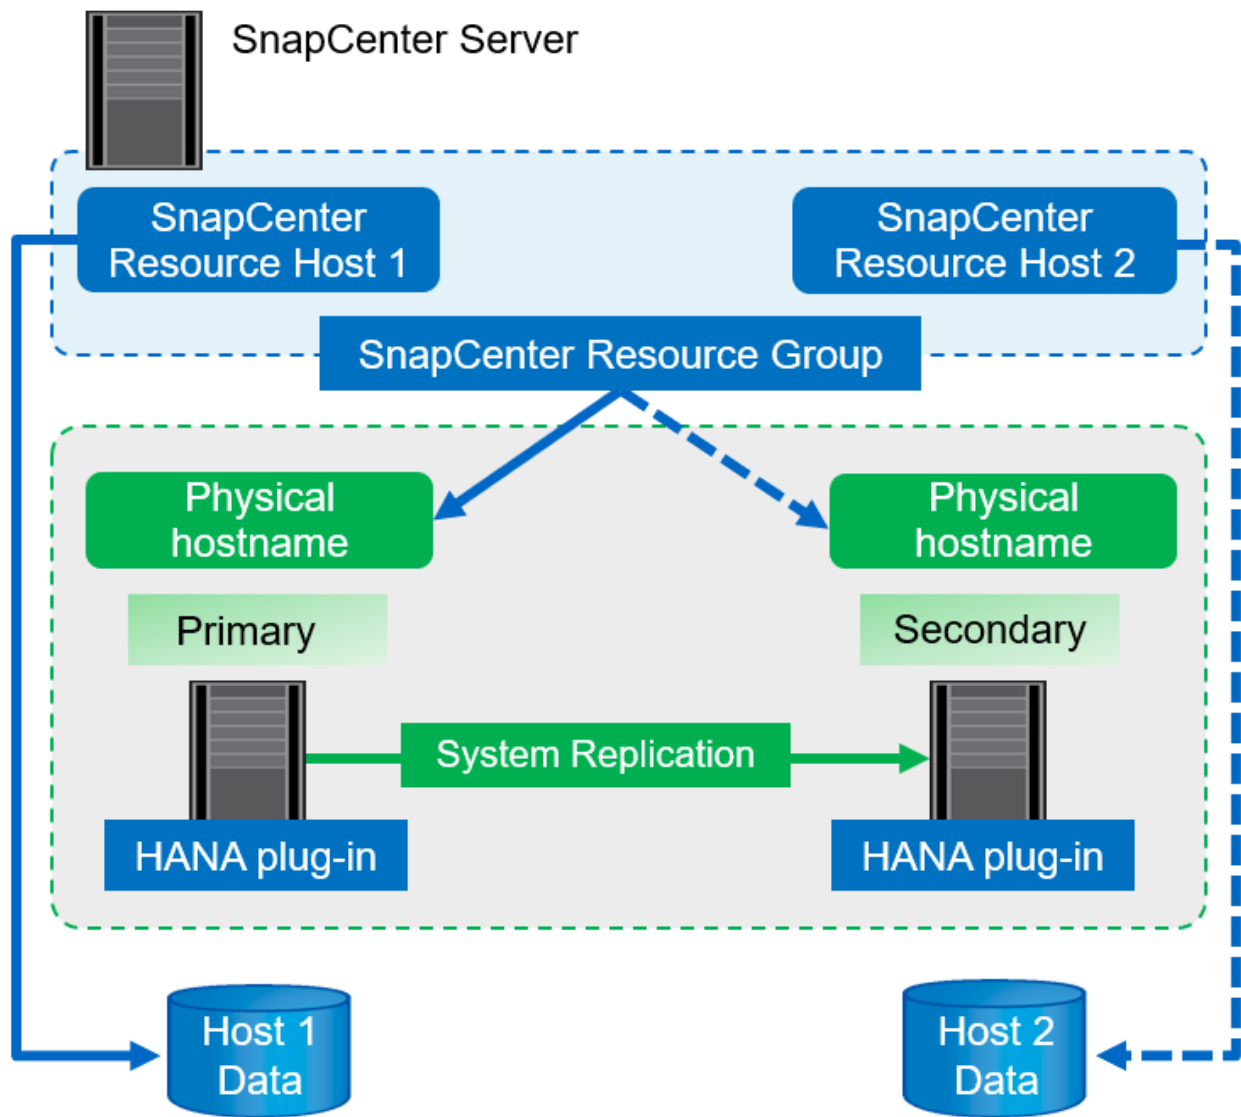 SnapCenter Server
SnapCenter
Resource Host 1
SnapCenter
Resource Host 2
SnapCenter Resource Group
Physical
hostname
Physical
hostname
Primary
Secondary
System Replication
HANA plug-in
HANA plug-in
Host 1
Data
Host 2
Data